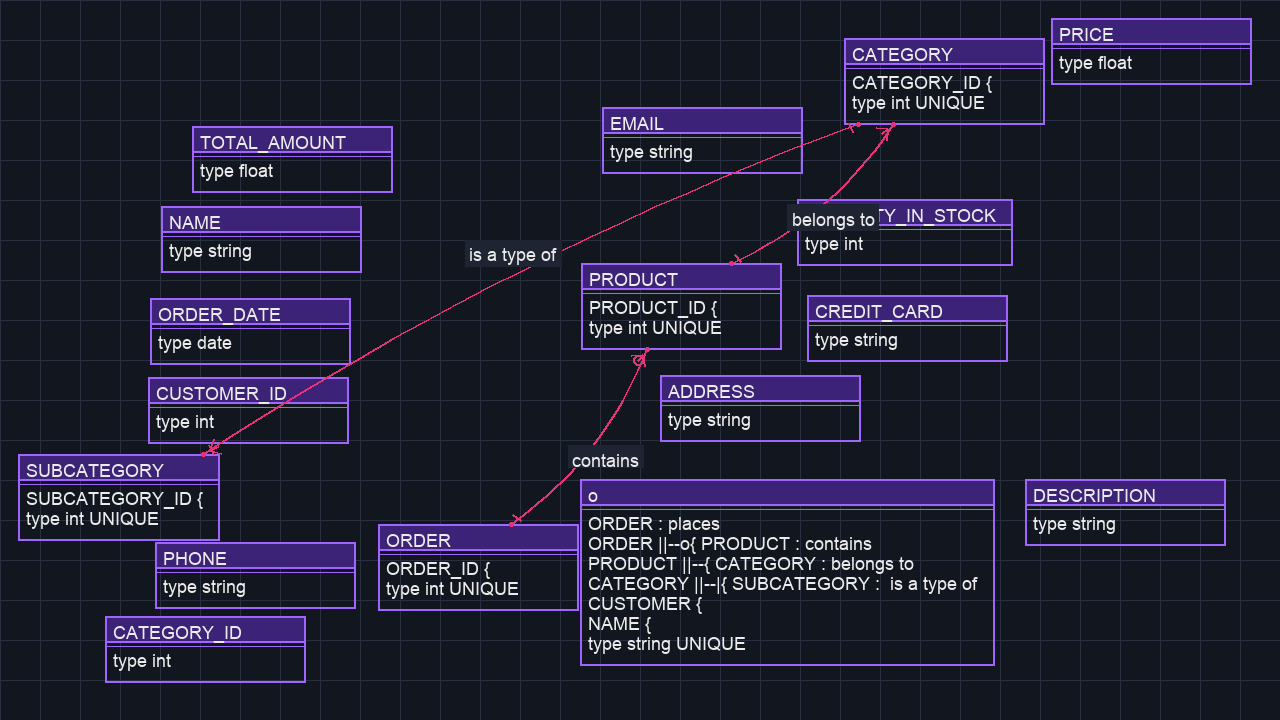 PRICE
type float
CATEGORY
CATEGORY_ID {
type int UNIQUE
EMAIL
type string
TOTAL_AMOUNT
type float
NAME
type string
belongs to
TY_IN_STOCK
type int
is a type of
PRODUCT
PRODUCT_ID {
type int UNIQUE
ORDER_DATE
type date
CREDIT_CARD
type string
CUSTOMER_ID
type int
ADDRESS
type string
contains
SUBCATEGORY
SUBCATEGORY_ID {
type int UNIQUE
o
ORDER : places
ORDER ||--o{ PRODUCT : contains
PRODUCT ||--{ CATEGORY : belongs to
CATEGORY ||--|{ SUBCATEGORY :  is a type of
CUSTOMER {
NAME {
type string UNIQUE
DESCRIPTION
type string
ORDER
ORDER_ID {
type int UNIQUE
PHONE
type string
CATEGORY_ID
type int